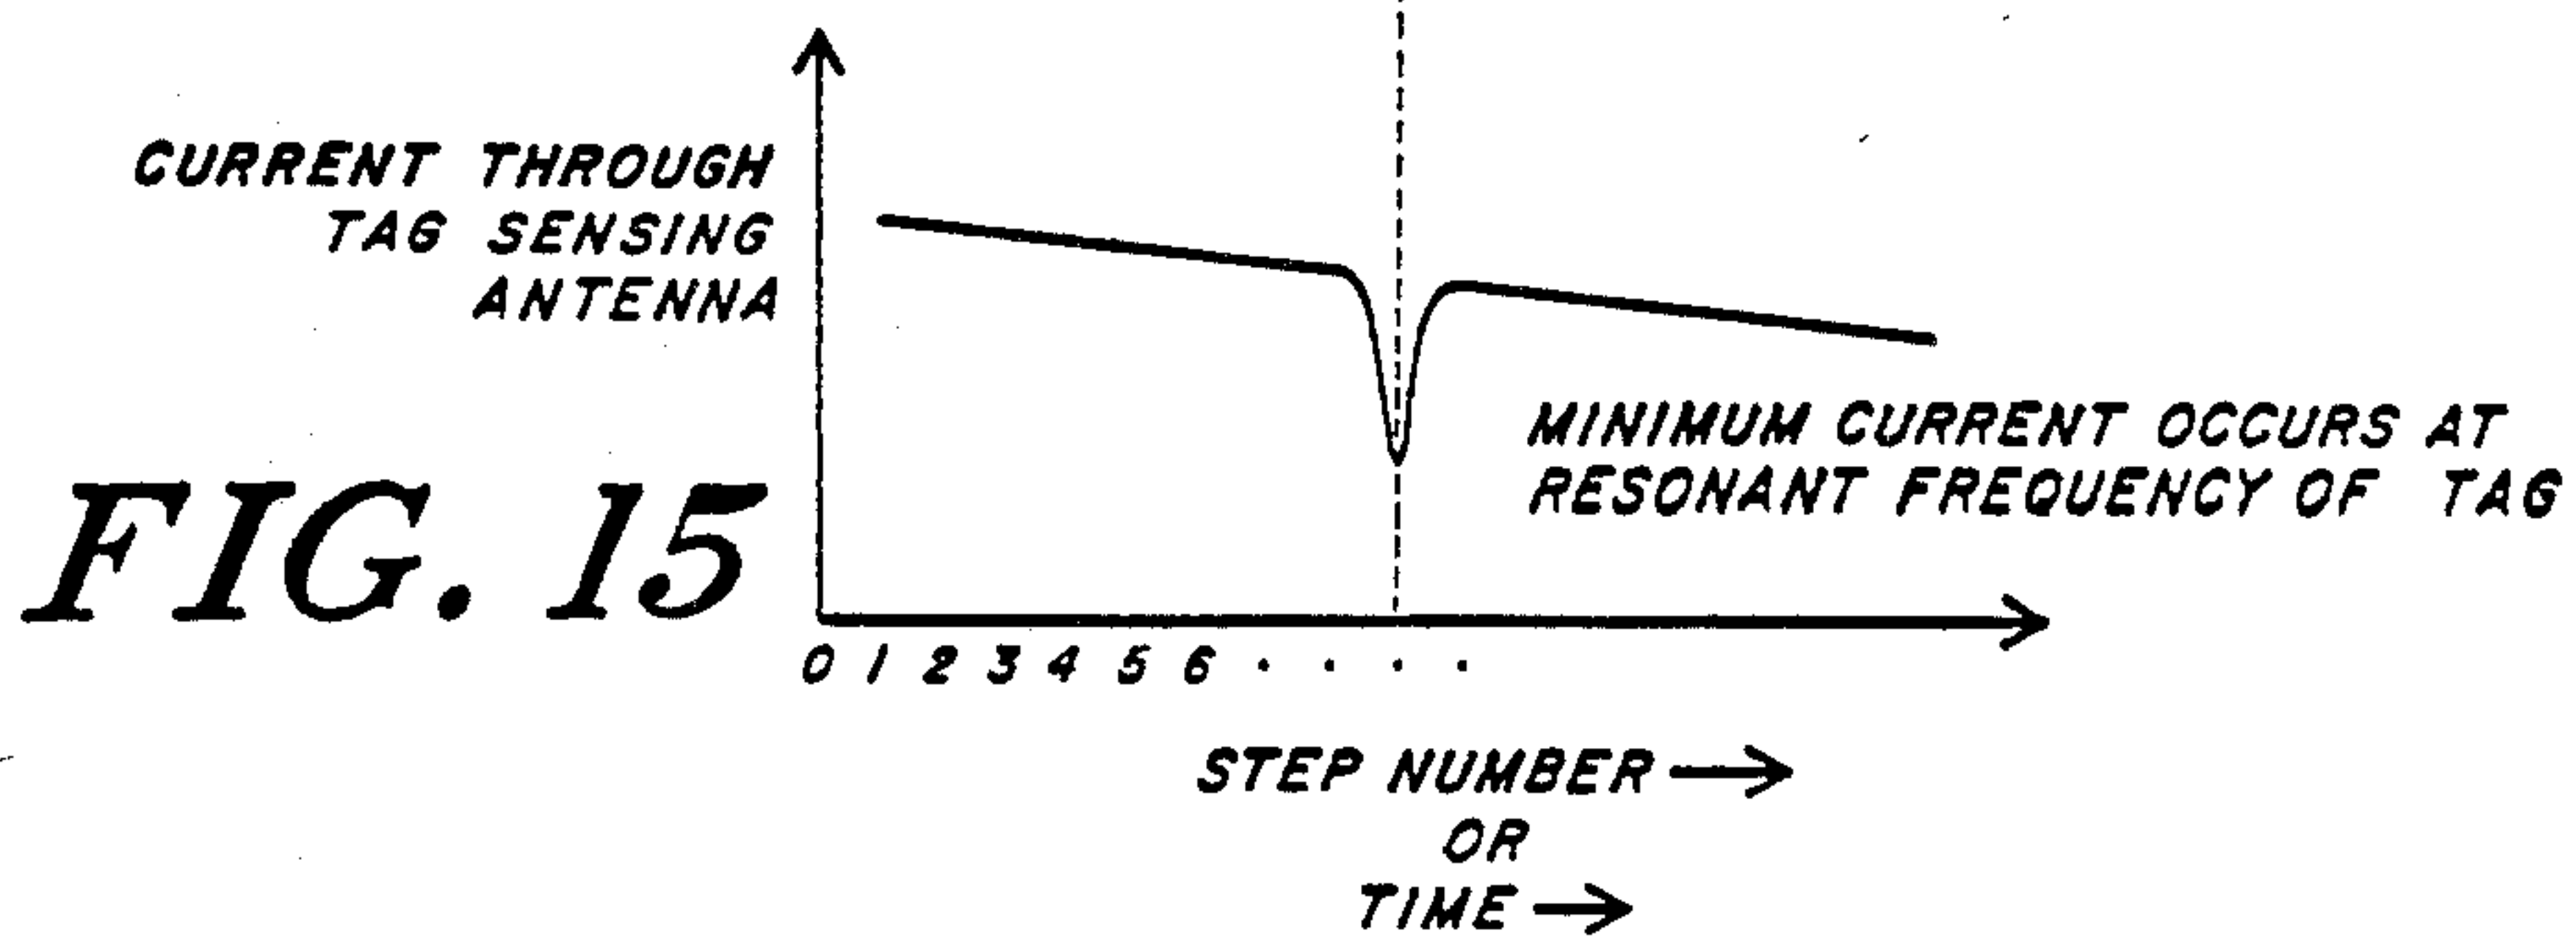 CURRENT THROUGH
TAG SENSING
ANTENNA
MINIMUM CURRENT OCCURS AT
RESONANT FREQUENCY OF TAG
FIG. 15
0 1 2 3 4 5 6 . . . .
STEP NUMBER →
OR
TIME →